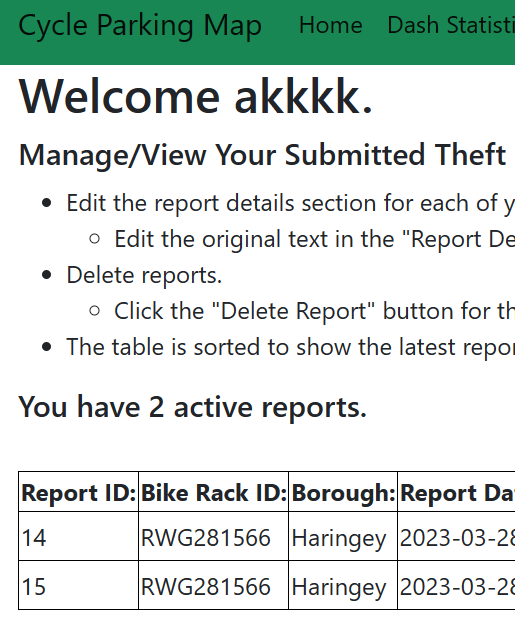 Cycle Parking Map Home Dash Statisti
Welcome akkkk.
Manage/View Your Submitted Theft
Edit the report details section for each of y
Edit the original text in the "Report De
Delete reports.
Click the "Delete Report" button for th
The table is sorted to show the latest repor
You have 2 active reports.
Report ID: Bike Rack ID: Borough: Report Da
14 RWG281566 Haringey 2023-03-28
15 RWG281566 Haringey 2023-03-28